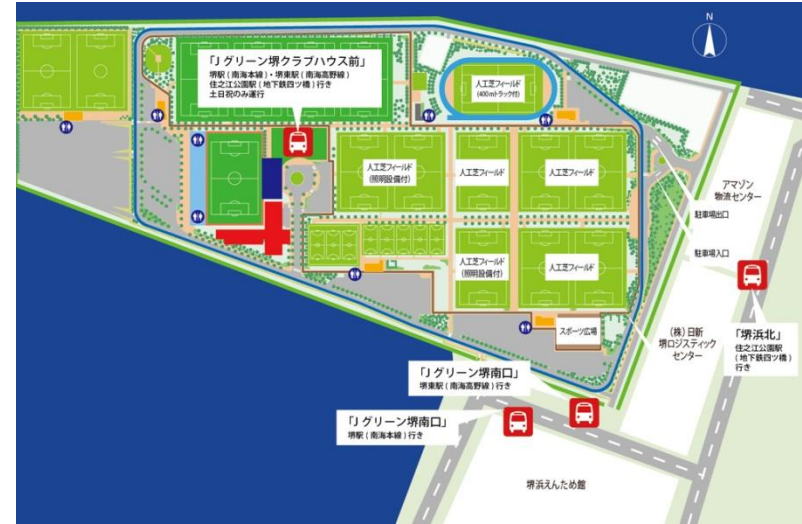 N
「Jグリーン堺クラブハウス前」
堺駅(南海本線)・堺東駅(南海高野線)
住之江公園駅(地下鉄四ツ橋)行き
土日祝のみ運行
人工芝フィールド
(400mトラック付)
人工芝フィールド
(照明設備付)
人工芝フィールド
人工芝フィールド
アマゾン
物流センター
駐車場出口
駐車場入口
人工芝フィールド
(照明設備付)
人工芝フィールド
スポーツ広場
(株)日新
堺ロジスティック
センター
「堺浜北」
住之江公園駅
(地下鉄四ツ橋)
行き
「Jグリーン堺南口」
堺東駅(南海高野線)行き
「Jグリーン堺南口」
堺駅(南海本線)行き
堺浜えんため館